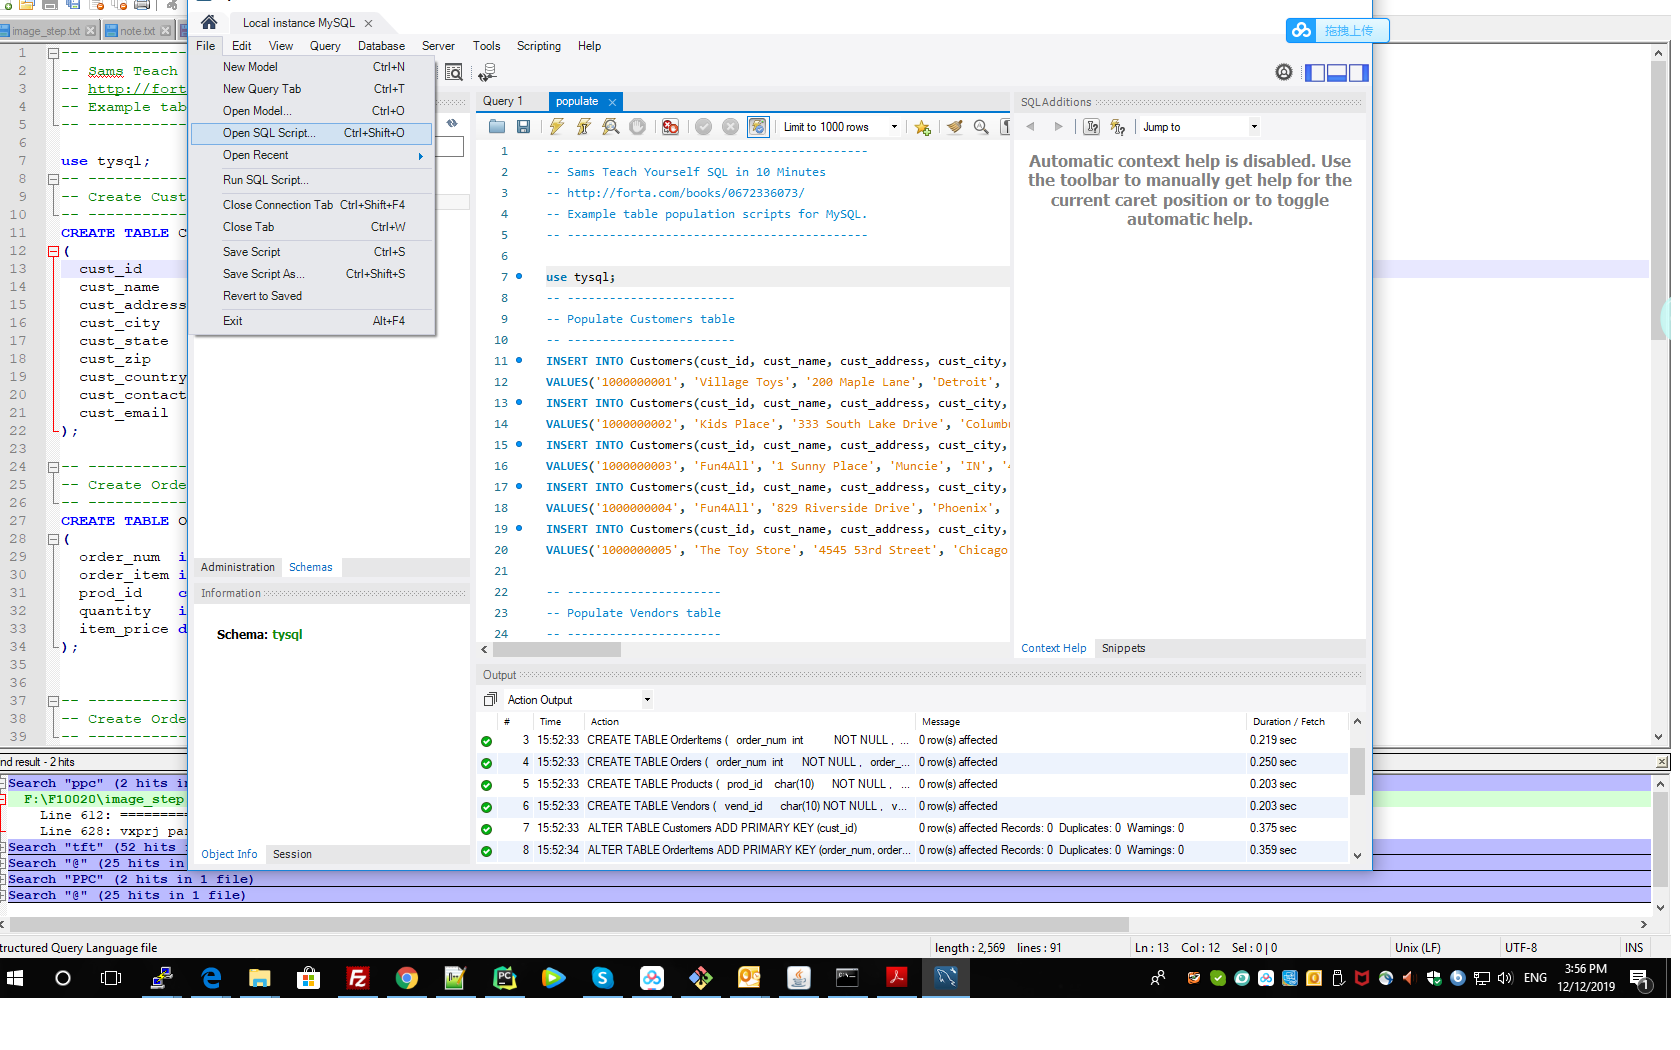 Local instance MySQL
拖拽上传
image_step.txt
note.txt
File Edit View Query Database Server Tools Scripting Help
New Model Ctrl+N
New Query Tab Ctrl+T
Open Model... Ctrl+O
Open SQL Script... Ctrl+Shift+O
Open Recent
Run SQL Script...
Close Connection Tab Ctrl+Shift+F4
Close Tab Ctrl+W
Save Script Ctrl+S
Save Script As... Ctrl+Shift+S
Revert to Saved
Exit Alt+F4
1 -- -----------
2 -- Sams Teach
3 -- http://forta
4 -- Example tab
5 -- -----------
6
7 use tysql;
8 -- -----------
9 -- Create Cust
10 -- -----------
11 CREATE TABLE C
12 (
13 cust_id
14 cust_name
15 cust_address
16 cust_city
17 cust_state
18 cust_zip
19 cust_country
20 cust_contact
21 cust_email
22 );
23
24 -- -----------
25 -- Create Orde
26 -- -----------
27 CREATE TABLE O
28 (
29 order_num i
30 order_item i
31 prod_id c
32 quantity i
33 item_price d
34 );
35
36
37 -- -----------
38 -- Create Orde
39 -- -----------
Administration Schemas
Information
Schema: tysql
Object Info Session
Query 1 populate
Limit to 1000 rows
1 -- -------------------------------------------
2 -- Sams Teach Yourself SQL in 10 Minutes
3 -- http://forta.com/books/0672336073/
4 -- Example table population scripts for MySQL.
5 -- -------------------------------------------
6
7 use tysql;
8 -- ------------------------
9 -- Populate Customers table
10 -- ------------------------
11 INSERT INTO Customers(cust_id, cust_name, cust_address, cust_city,
12 VALUES('1000000001', 'Village Toys', '200 Maple Lane', 'Detroit',
13 INSERT INTO Customers(cust_id, cust_name, cust_address, cust_city,
14 VALUES('1000000002', 'Kids Place', '333 South Lake Drive', 'Columbu
15 INSERT INTO Customers(cust_id, cust_name, cust_address, cust_city,
16 VALUES('1000000003', 'Fun4All', '1 Sunny Place', 'Muncie', 'IN', '4
17 INSERT INTO Customers(cust_id, cust_name, cust_address, cust_city,
18 VALUES('1000000004', 'Fun4All', '829 Riverside Drive', 'Phoenix',
19 INSERT INTO Customers(cust_id, cust_name, cust_address, cust_city,
20 VALUES('1000000005', 'The Toy Store', '4545 53rd Street', 'Chicago
21
22 -- ----------------------
23 -- Populate Vendors table
24 -- ----------------------
SQLAdditions
Jump to
Automatic context help is disabled. Use
the toolbar to manually get help for the
current caret position or to toggle
automatic help.
Context Help Snippets
Output
Action Output
# Time Action Message Duration / Fetch
3 15:52:33 CREATE TABLE OrderItems ( order_num int NOT NULL , ... 0 row(s) affected 0.219 sec
4 15:52:33 CREATE TABLE Orders ( order_num int NOT NULL , order_... 0 row(s) affected 0.250 sec
5 15:52:33 CREATE TABLE Products ( prod_id char(10) NOT NULL , ... 0 row(s) affected 0.203 sec
6 15:52:33 CREATE TABLE Vendors ( vend_id char(10) NOT NULL , v... 0 row(s) affected 0.203 sec
7 15:52:33 ALTER TABLE Customers ADD PRIMARY KEY (cust_id) 0 row(s) affected Records: 0 Duplicates: 0 Warnings: 0 0.375 sec
8 15:52:34 ALTER TABLE OrderItems ADD PRIMARY KEY (order_num, order... 0 row(s) affected Records: 0 Duplicates: 0 Warnings: 0 0.359 sec
nd result - 2 hits
Search "ppc" (2 hits in
F:\F10020\image_step
Line 612: =========
Line 628: vxprj par
Search "tft" (52 hits i
Search "@" (25 hits in
Search "PPC" (2 hits in 1 file)
Search "@" (25 hits in 1 file)
tructured Query Language file length : 2,569 lines : 91 Ln : 13 Col : 12 Sel : 0 | 0 Unix (LF) UTF-8 INS
ENG
3:56 PM
12/12/2019
1